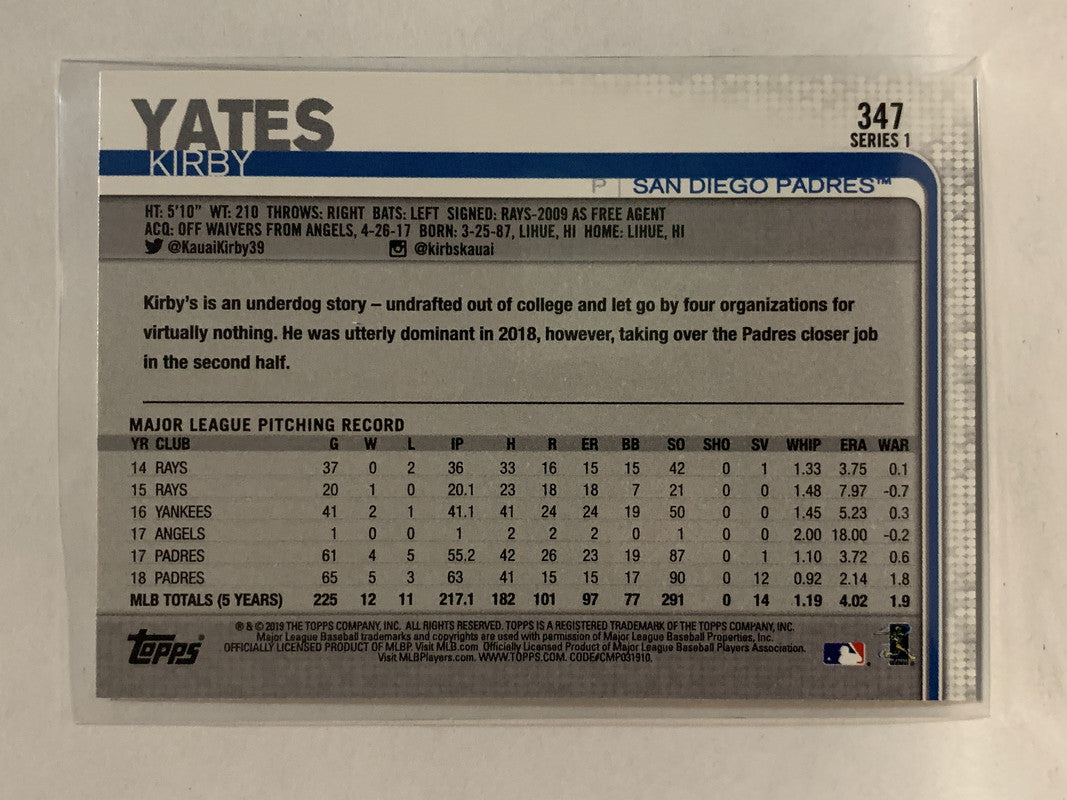 YATES
KIRBY
347
SERIES 1
P | SAN DIEGO PADRES™
HT: 5'10" WT: 210 THROWS: RIGHT BATS: LEFT SIGNED: RAYS-2009 AS FREE AGENT
ACQ: OFF WAIVERS FROM ANGELS, 4-26-17 BORN: 3-25-87, LIHUE, HI HOME: LIHUE, HI
@KauaiKirby39 @kirbskauai
Kirby's is an underdog story – undrafted out of college and let go by four organizations for
virtually nothing. He was utterly dominant in 2018, however, taking over the Padres closer job
in the second half.
MAJOR LEAGUE PITCHING RECORD
YR CLUB G W L IP H R ER BB SO SHO SV WHIP ERA WAR
14 RAYS 37 0 2 36 33 16 15 15 42 0 1 1.33 3.75 0.1
15 RAYS 20 1 0 20.1 23 18 18 7 21 0 0 1.48 7.97 -0.7
16 YANKEES 41 2 1 41.1 41 24 24 19 50 0 0 1.45 5.23 0.3
17 ANGELS 1 0 0 1 2 2 2 0 1 0 0 2.00 18.00 -0.2
17 PADRES 61 4 5 55.2 42 26 23 19 87 0 1 1.10 3.72 0.6
18 PADRES 65 5 3 63 41 15 15 17 90 0 12 0.92 2.14 1.8
MLB TOTALS (5 YEARS) 225 12 11 217.1 182 101 97 77 291 0 14 1.19 4.02 1.9
topps
® & © 2019 THE TOPPS COMPANY, INC. ALL RIGHTS RESERVED. TOPPS IS A REGISTERED TRADEMARK OF THE TOPPS COMPANY, INC.
Major League Baseball trademarks and copyrights are used with permission of Major League Baseball Properties, Inc.
OFFICIALLY LICENSED PRODUCT OF MLBP. Visit MLB.com Officially Licensed Product of Major League Baseball Players Association.
Visit MLBPlayers.com. WWW.TOPPS.COM. CODE#CMP031910.